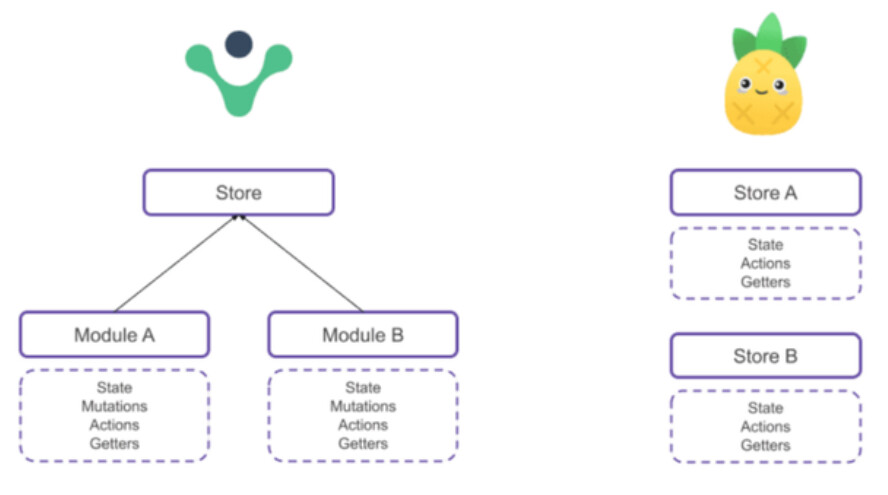 Store
Module A
State
Mutations
Actions
Getters
Module B
State
Mutations
Actions
Getters
Store A
State
Actions
Getters
Store B
State
Actions
Getters